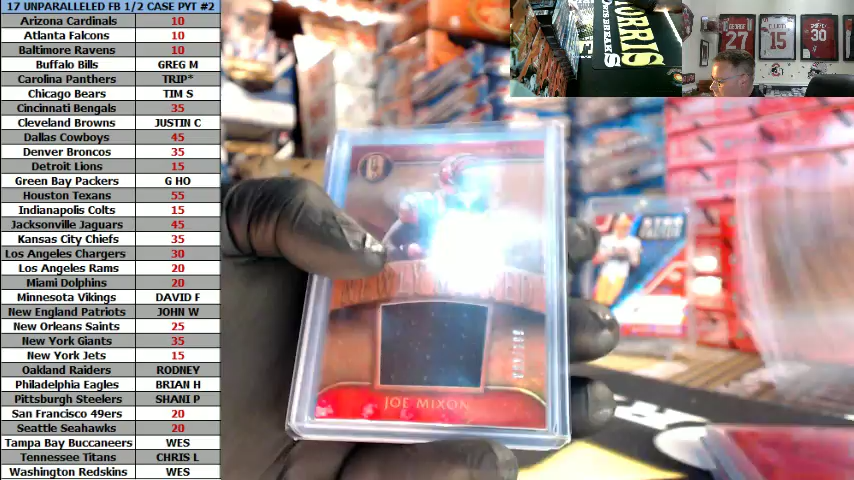 17 UNPARALLELED FB 1/2 CASE PVT #2
Arizona Cardinals 10
Atlanta Falcons 10
Baltimore Ravens 10
Buffalo Bills GREG M
Carolina Panthers TRIP*
Chicago Bears TIM S
Cincinnati Bengals 35
Cleveland Browns JUSTIN C
Dallas Cowboys 45
Denver Broncos 35
Detroit Lions 15
Green Bay Packers G HO
Houston Texans 55
Indianapolis Colts 15
Jacksonville Jaguars 45
Kansas City Chiefs 35
Los Angeles Chargers 30
Los Angeles Rams 20
Miami Dolphins 20
Minnesota Vikings DAVID F
New England Patriots JOHN W
New Orleans Saints 25
New York Giants 35
New York Jets 15
Oakland Raiders RODNEY
Philadelphia Eagles BRIAN H
Pittsburgh Steelers SHANI P
San Francisco 49ers 20
Seattle Seahawks 20
Tampa Bay Buccaneers WES
Tennessee Titans CHRIS L
Washington Redskins WES
JOE MIXON
GEORGE
27
15
30